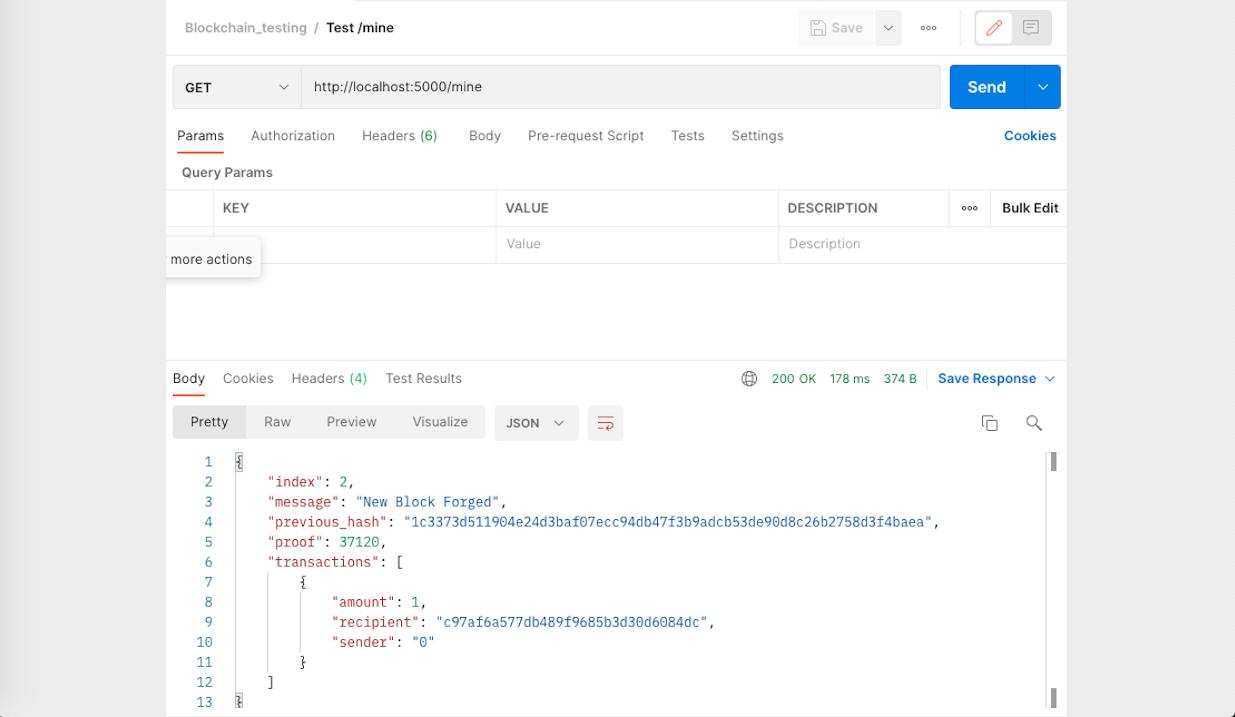 Blockchain_testing / Test /mine
Save
GET
http://localhost:5000/mine
Send
Params Authorization Headers (6) Body Pre-request Script Tests Settings Cookies
Query Params
KEY VALUE DESCRIPTION Bulk Edit
Value Description
more actions
Body Cookies Headers (4) Test Results 200 OK 178 ms 374 B Save Response
Pretty Raw Preview Visualize JSON
1 {
2 "index": 2,
3 "message": "New Block Forged",
4 "previous_hash": "1c3373d511904e24d3baf07ecc94db47f3b9adcb53de90d8c26b2758d3f4baea",
5 "proof": 37120,
6 "transactions": [
7 {
8 "amount": 1,
9 "recipient": "c97af6a577db489f9685b3d30d6084dc",
10 "sender": "0"
11 }
12 ]
13 }